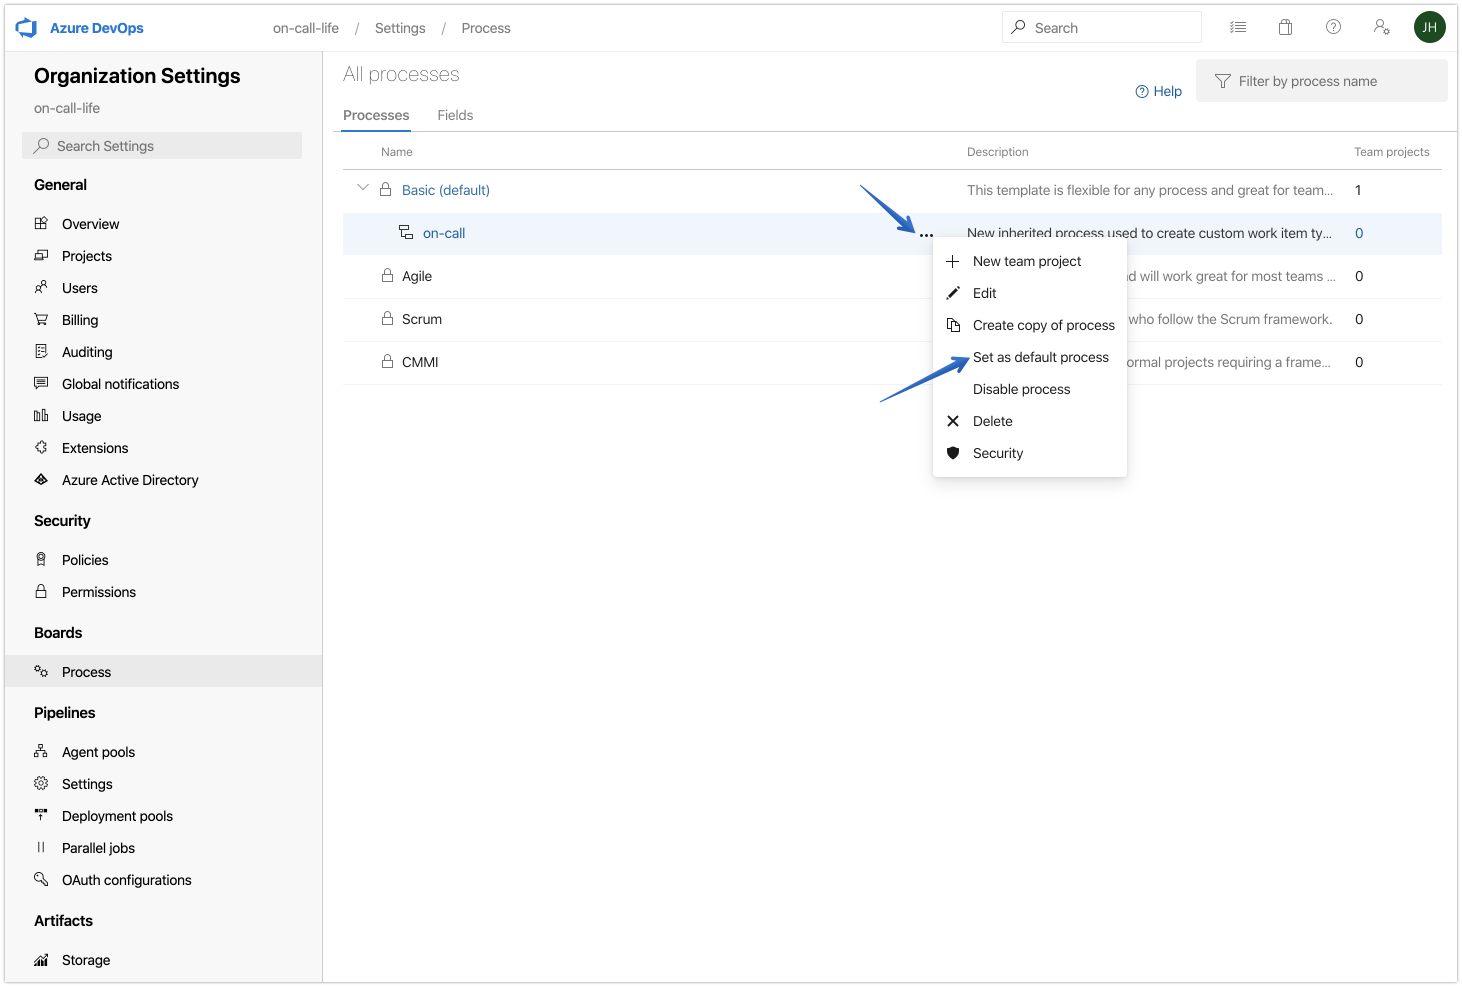 Azure DevOps
on-call-life / Settings / Process
Search
JH
Organization Settings
on-call-life
Search Settings
General
Overview
Projects
Users
Billing
Auditing
Global notifications
Usage
Extensions
Azure Active Directory
Security
Policies
Permissions
Boards
Process
Pipelines
Agent pools
Settings
Deployment pools
Parallel jobs
OAuth configurations
Artifacts
Storage
All processes
Help
Filter by process name
Processes Fields
Name Description Team projects
Basic (default) This template is flexible for any process and great for team... 1
on-call ... New inherited process used to create custom work item ty... 0
Agile will work great for most teams ... 0
Scrum who follow the Scrum framework. 0
CMMI projects requiring a frame... 0
New team project
Edit
Create copy of process
Set as default process
Disable process
Delete
Security